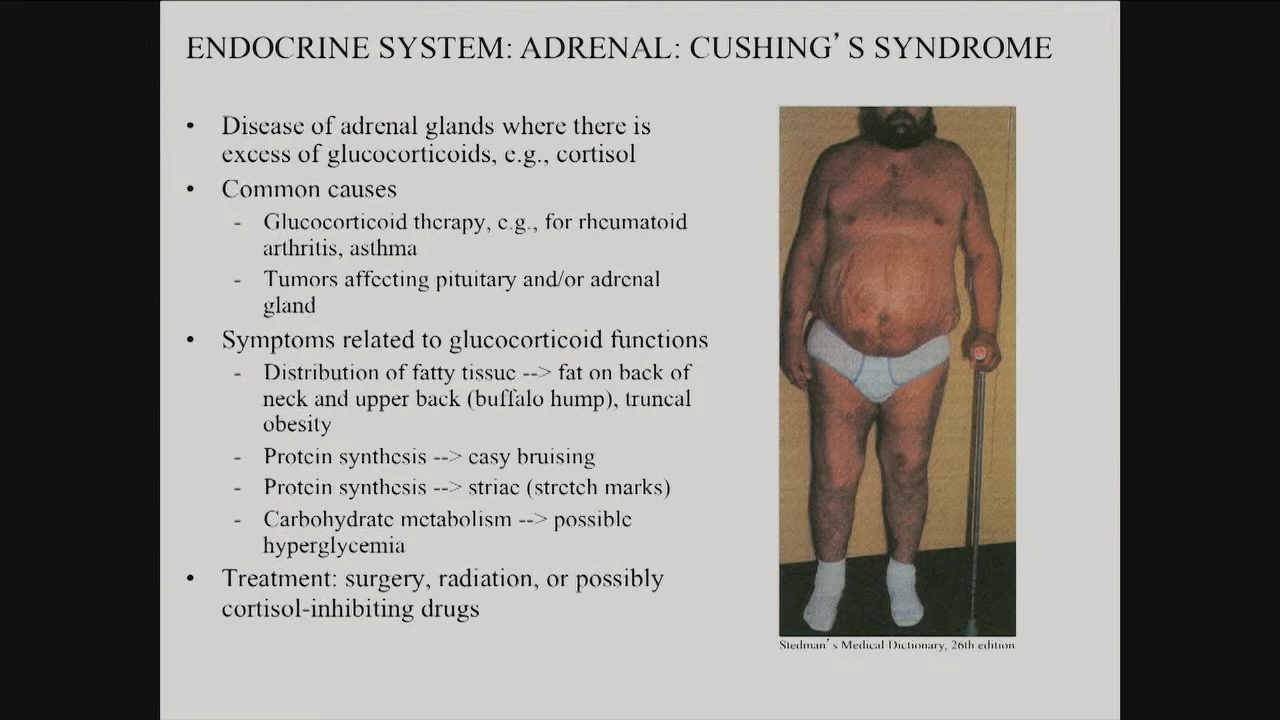 ENDOCRINE SYSTEM: ADRENAL: CUSHING’S SYNDROME
• Disease of adrenal glands where there is
excess of glucocorticoids, e.g., cortisol
• Common causes
- Glucocorticoid therapy, e.g., for rheumatoid
arthritis, asthma
- Tumors affecting pituitary and/or adrenal
gland
• Symptoms related to glucocorticoid functions
- Distribution of fatty tissue --> fat on back of
neck and upper back (buffalo hump), truncal
obesity
- Protein synthesis --> easy bruising
- Protein synthesis --> striae (stretch marks)
- Carbohydrate metabolism --> possible
hyperglycemia
• Treatment: surgery, radiation, or possibly
cortisol-inhibiting drugs
Stedman’s Medical Dictionary, 26th edition